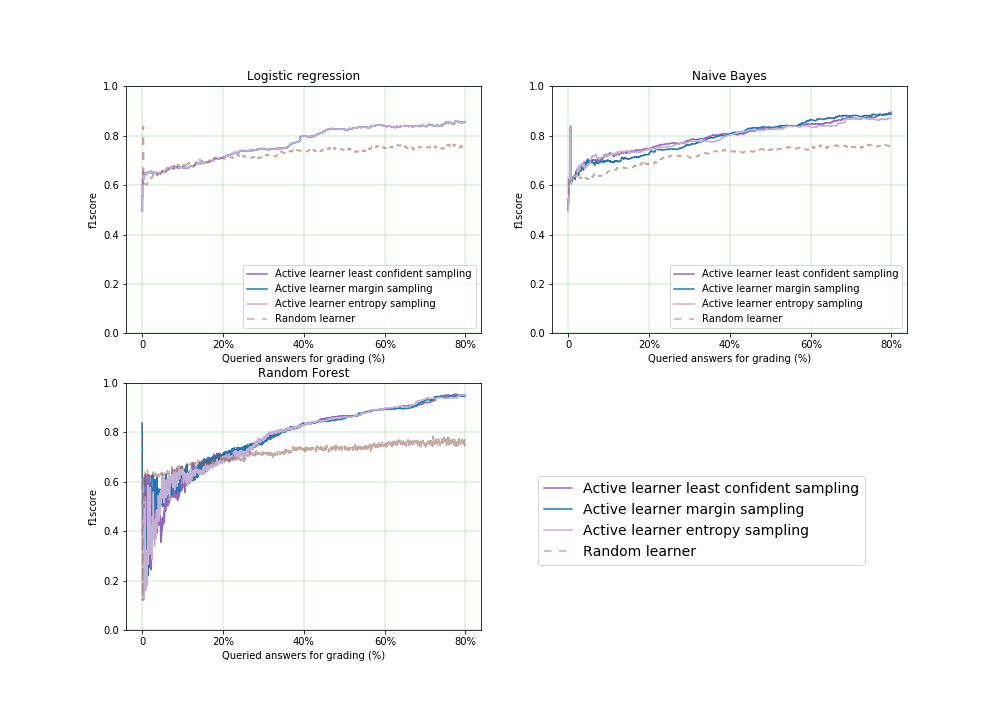 Logistic regression
1.0
0.8
0.6
0.4
0.2
0.0
f1score
Active learner least confident sampling
Active learner margin sampling
Active learner entropy sampling
Random learner
0 20% 40% 60% 80%
Queried answers for grading (%)
Naive Bayes
1.0
0.8
0.6
0.4
0.2
0.0
f1score
Active learner least confident sampling
Active learner margin sampling
Active learner entropy sampling
Random learner
0 20% 40% 60% 80%
Queried answers for grading (%)
Random Forest
1.0
0.8
0.6
0.4
0.2
0.0
f1score
0 20% 40% 60% 80%
Queried answers for grading (%)
Active learner least confident sampling
Active learner margin sampling
Active learner entropy sampling
Random learner